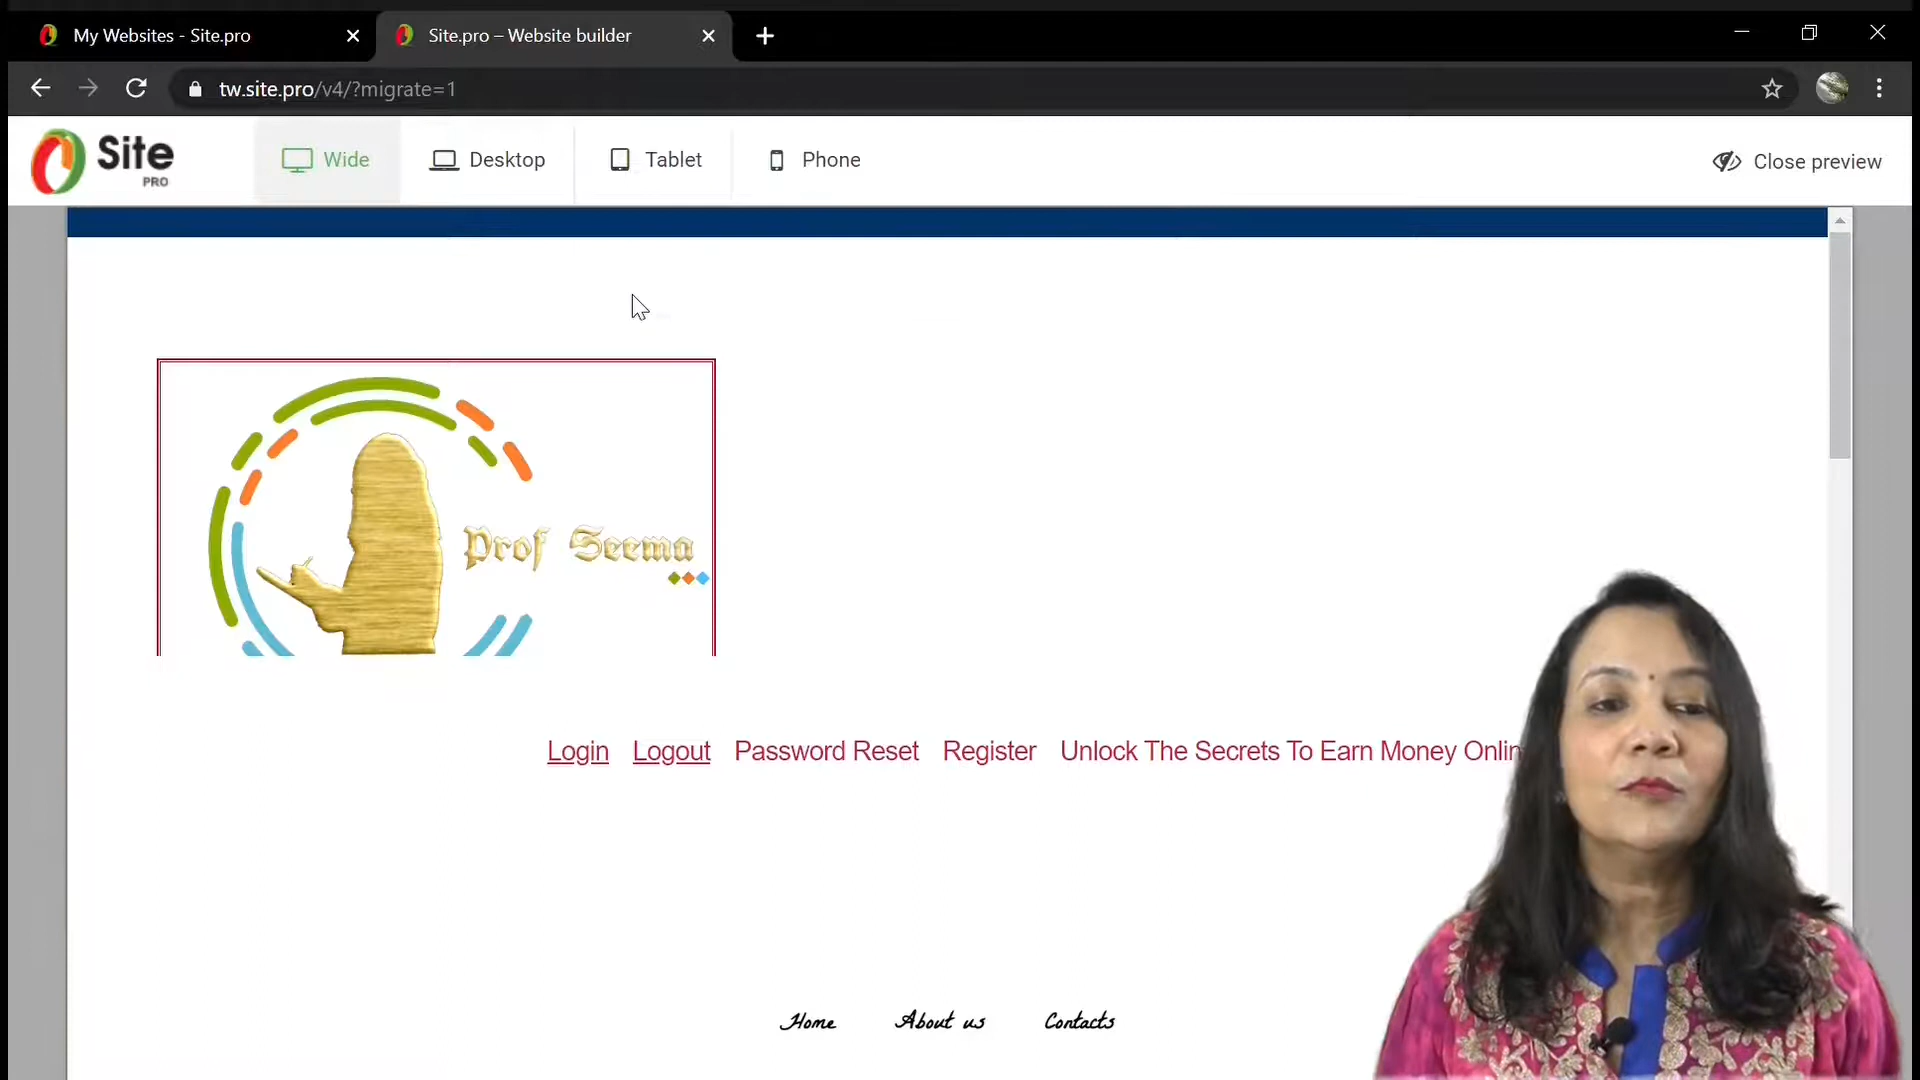 My Websites - Site.pro
Site.pro – Website builder
tw.site.pro/v4/?migrate=1
Site
PRO
Wide
Desktop
Tablet
Phone
Close preview
Prof Seema
Login Logout Password Reset Register Unlock The Secrets To Earn Money Onlin
Home About us Contacts